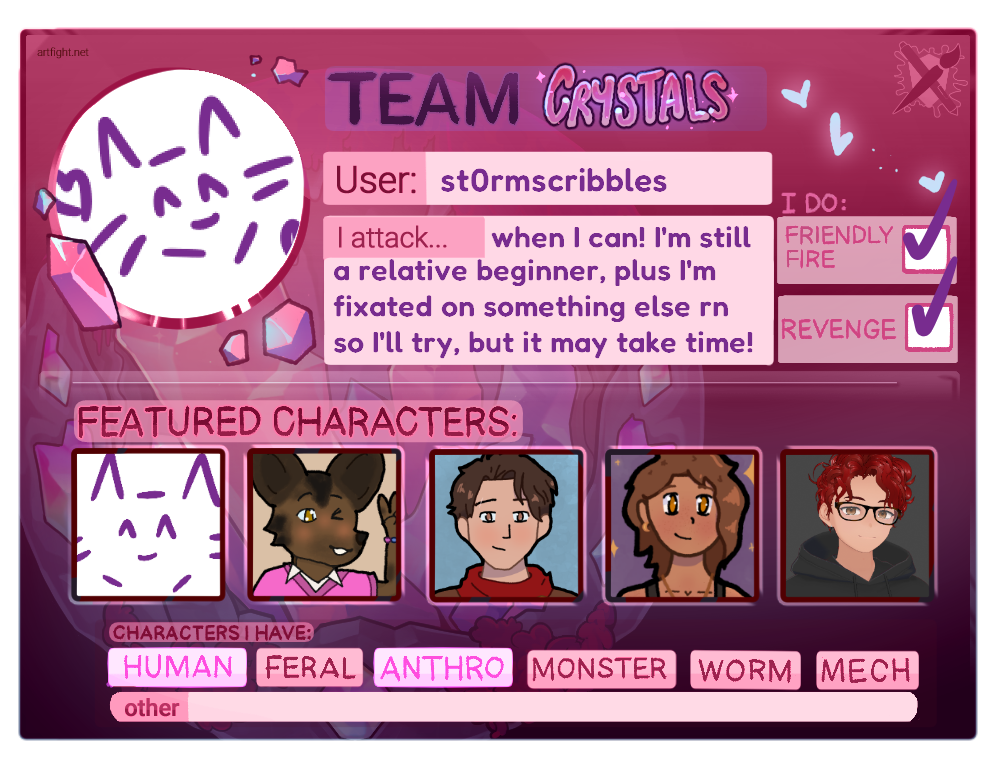 artfight.net
TEAM CRYSTALS
User: st0rmscribbles
I attack... when I can! I'm still
a relative beginner, plus I'm
fixated on something else rn
so I'll try, but it may take time!
I DO:
FRIENDLY
FIRE
REVENGE
FEATURED CHARACTERS:
CHARACTERS I HAVE:
HUMAN FERAL ANTHRO MONSTER WORM MECH
other